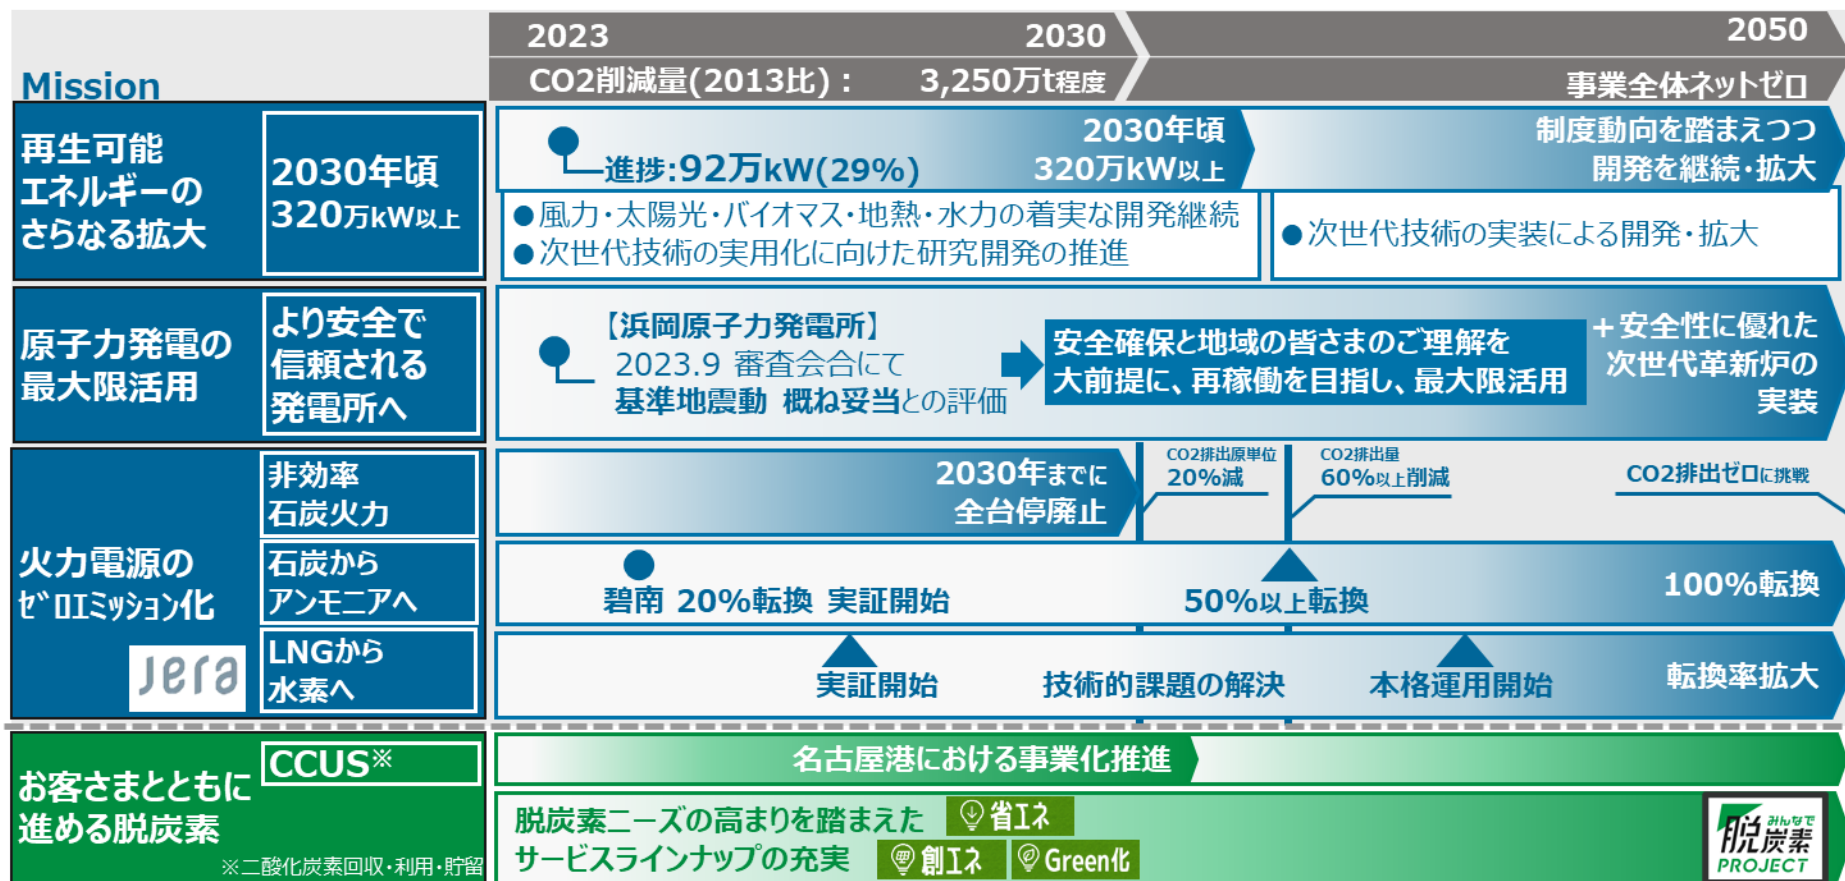 2023 2030 2050
Mission
CO2削減量(2013比)： 3,250万t程度 事業全体ネットゼロ
再生可能
エネルギーの
さらなる拡大
2030年頃
320万kW以上
進捗:92万kW(29%)
2030年頃
320万kW以上
制度動向を踏まえつつ
開発を継続・拡大
●風力・太陽光・バイオマス・地熱・水力の着実な開発継続
●次世代技術の実用化に向けた研究開発の推進
●次世代技術の実装による開発・拡大
原子力発電の
最大限活用
より安全で
信頼される
発電所へ
【浜岡原子力発電所】
2023.9 審査会合にて
基準地震動 概ね妥当との評価
安全確保と地域の皆さまのご理解を
大前提に、再稼働を目指し、最大限活用
＋安全性に優れた
次世代革新炉の
実装
火力電源の
ｾﾞﾛｴﾐｯｼｮﾝ化
Jera
非効率
石炭火力
2030年までに
全台停廃止
CO2排出原単位
20%減
CO2排出量
60%以上削減
CO2排出ゼロに挑戦
石炭から
アンモニアへ
碧南 20%転換 実証開始
50%以上転換
100%転換
LNGから
水素へ
実証開始
技術的課題の解決
本格運用開始
転換率拡大
お客さまとともに
進める脱炭素
CCUS※
※二酸化炭素回収・利用・貯留
名古屋港における事業化推進
脱炭素ニーズの高まりを踏まえた
サービスラインナップの充実
省エネ
創エネ
Green化
みんなで
脱炭素
PROJECT